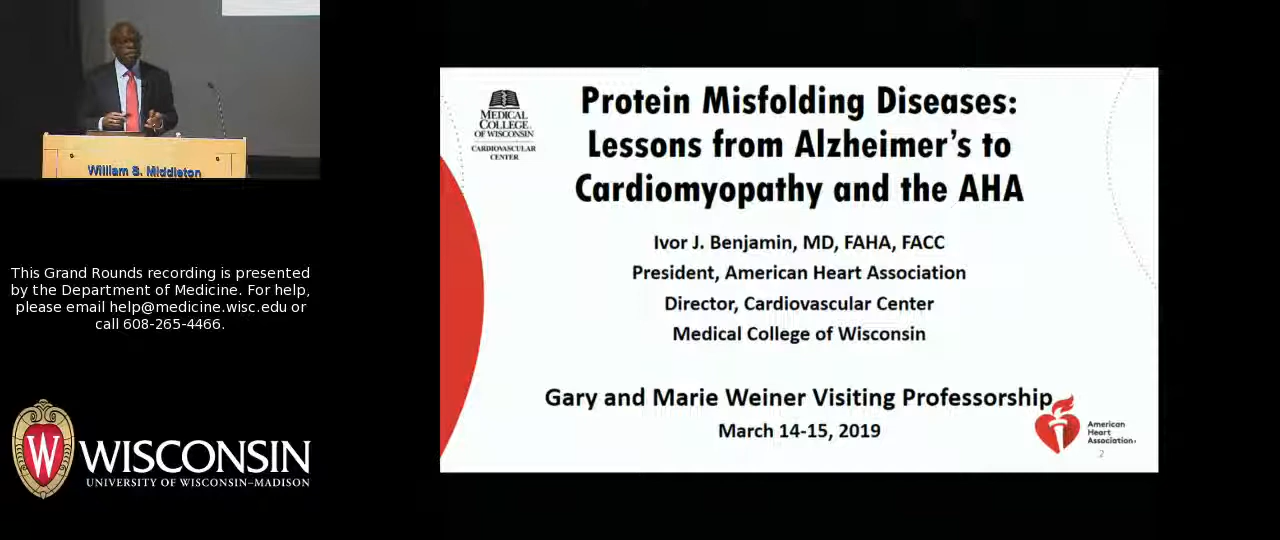 William S. Middleton
This Grand Rounds recording is presented
by the Department of Medicine. For help,
please email help@medicine.wisc.edu or
call 608-265-4466.
W
WISCONSIN
UNIVERSITY OF WISCONSIN–MADISON
MEDICAL
COLLEGE
OF WISCONSIN
CARDIOVASCULAR
CENTER
Protein Misfolding Diseases:
Lessons from Alzheimer’s to
Cardiomyopathy and the AHA
Ivor J. Benjamin, MD, FAHA, FACC
President, American Heart Association
Director, Cardiovascular Center
Medical College of Wisconsin
Gary and Marie Weiner Visiting Professorship
March 14-15, 2019
American
Heart
Association.
2